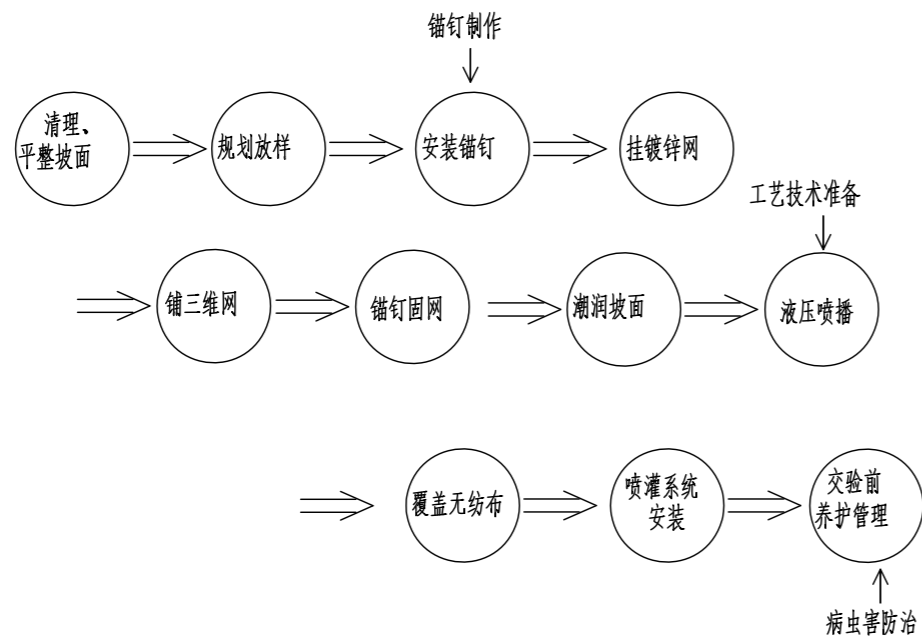 锚钉制作
清理、
平整坡面
规划放样
安装锚钉
挂镀锌网
工艺技术准备
铺三维网
锚钉固网
潮润坡面
液压喷播
覆盖无纺布
喷灌系统
安装
交验前
养护管理
病虫害防治